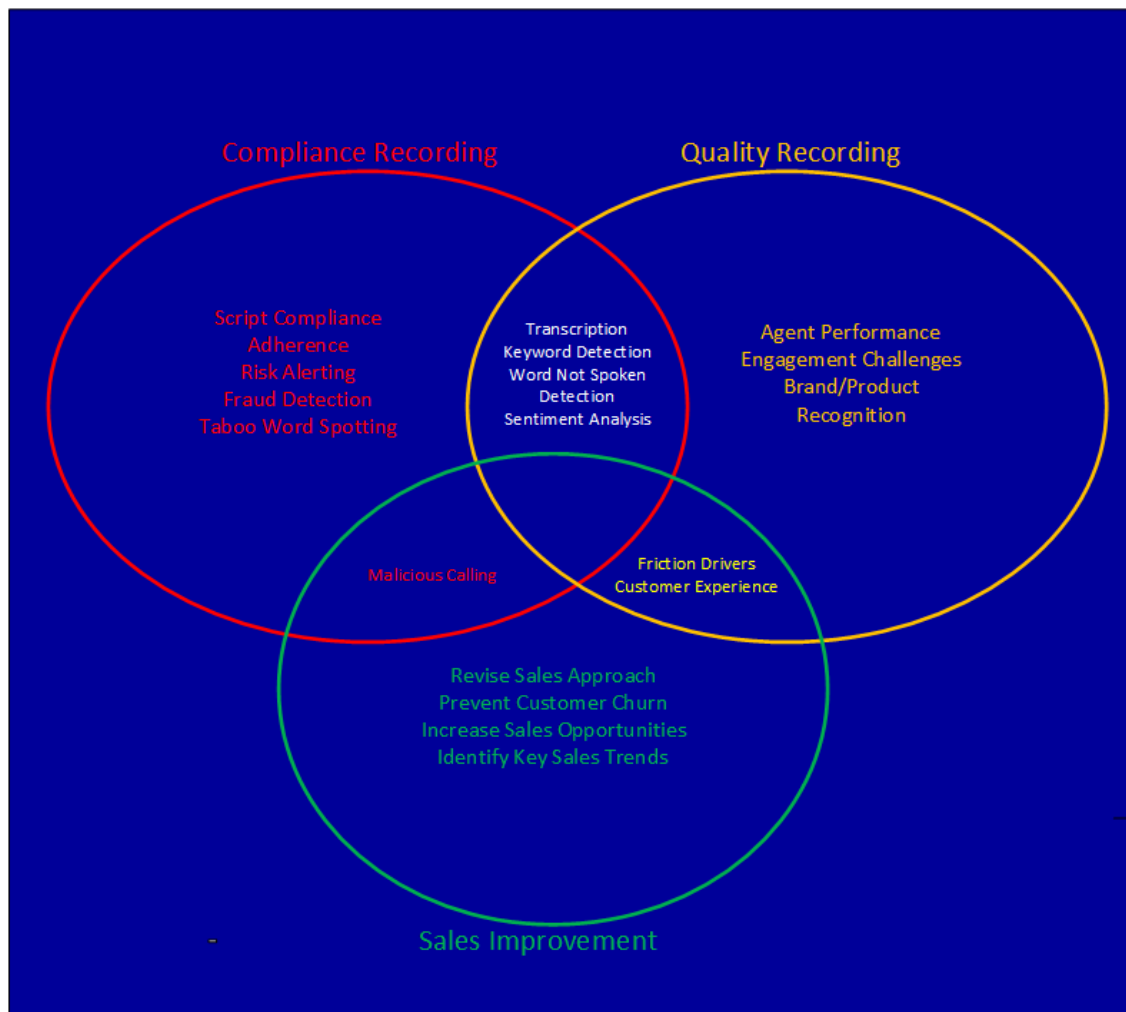 Compliance Recording
Quality Recording
Script Compliance
Adherence
Risk Alerting
Fraud Detection
Taboo Word Spotting
Transcription
Keyword Detection
Word Not Spoken
Detection
Sentiment Analysis
Agent Performance
Engagement Challenges
Brand/Product
Recognition
Malicious Calling
Friction Drivers
Customer Experience
Revise Sales Approach
Prevent Customer Churn
Increase Sales Opportunities
Identify Key Sales Trends
Sales Improvement